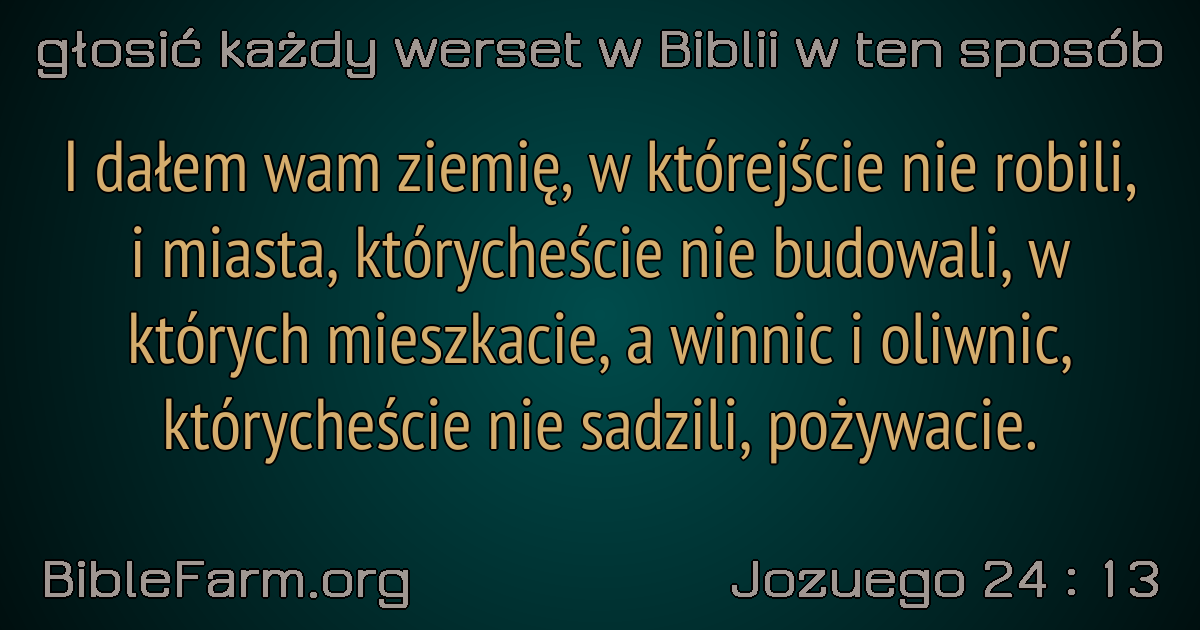 głosić każdy werset w Biblii w ten sposób
I dałem wam ziemię, w którejście nie robili,
i miasta, którycheście nie budowali, w
których mieszkacie, a winnic i oliwnic,
którycheście nie sadzili, pożywacie.
BibleFarm.org
Jozuego 24 : 13